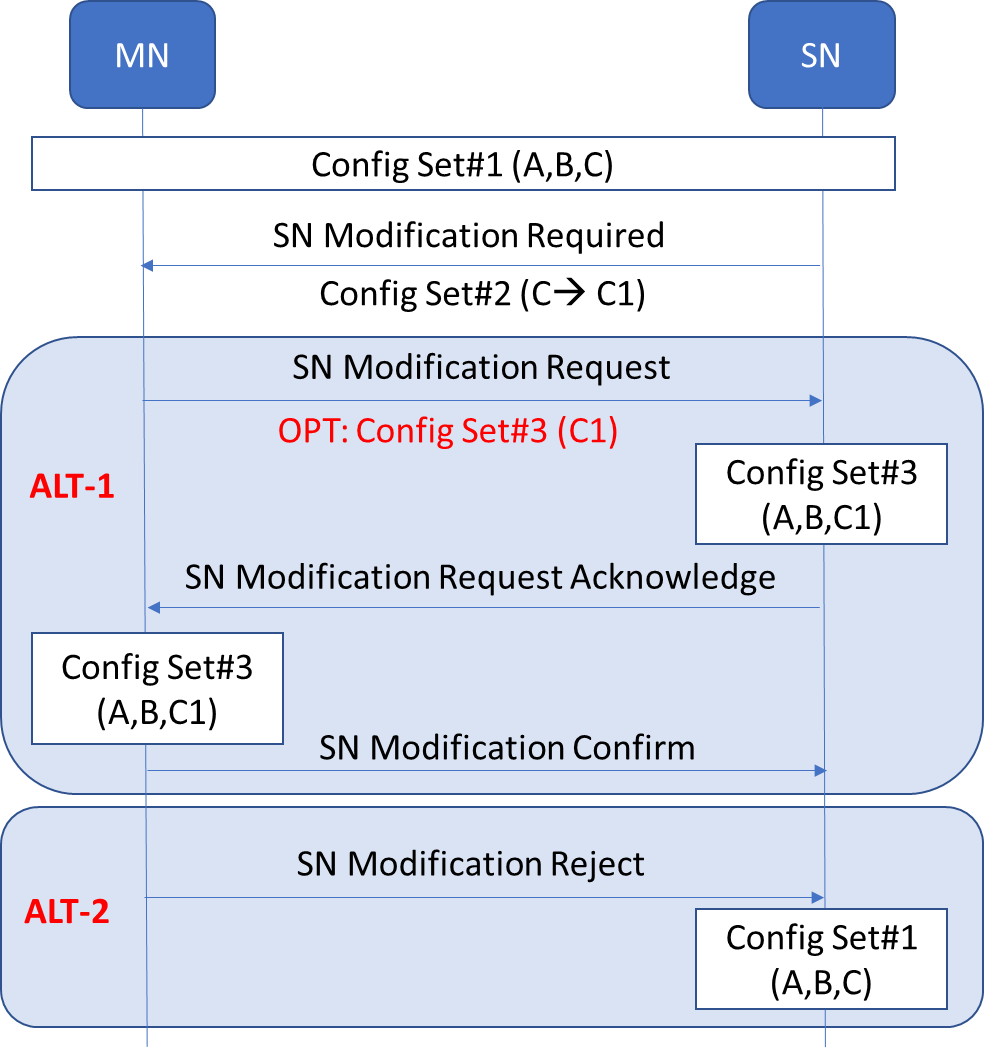 MN
SN
Config Set#1 (A,B,C)
SN Modification Required
Config Set#2 (C→ C1)
SN Modification Request
OPT: Config Set#3 (C1)
ALT-1
Config Set#3
(A,B,C1)
SN Modification Request Acknowledge
Config Set#3
(A,B,C1)
SN Modification Confirm
SN Modification Reject
ALT-2
Config Set#1
(A,B,C)